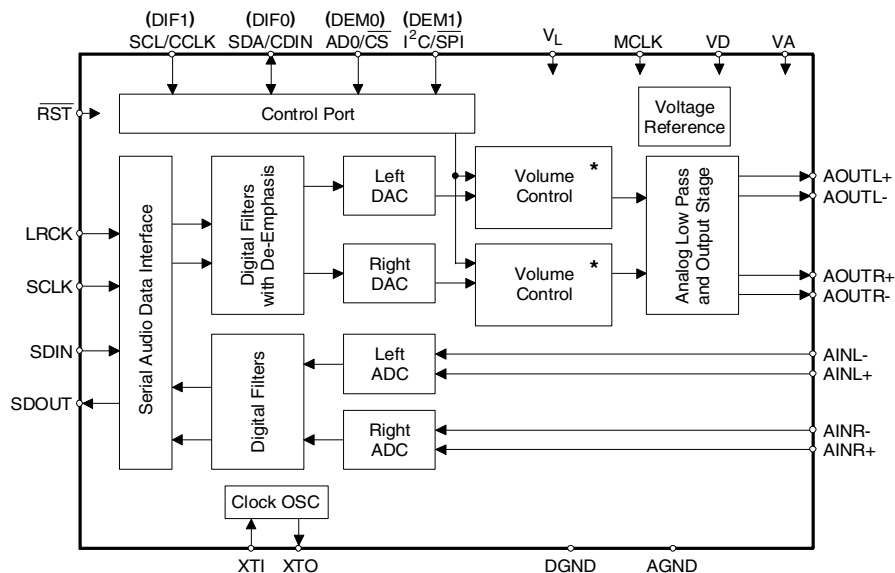 (DIF1) (DIF0) (DEM0) (DEM1)
SCL/CCLK SDA/CDIN AD0/CS I²C/SPI VL MCLK VD VA
RST
Control Port
Voltage
Reference
Serial Audio Data Interface
Digital Filters
with De-Emphasis
Left
DAC
Volume
Control
*
Analog Low Pass
and Output Stage
AOUTL+
AOUTL-
LRCK
Right
DAC
Volume
Control
*
AOUTR+
AOUTR-
SCLK
SDIN
SDOUT
Digital Filters
Left
ADC
AINL-
AINL+
Right
ADC
AINR-
AINR+
Clock OSC
XTI XTO DGND AGND